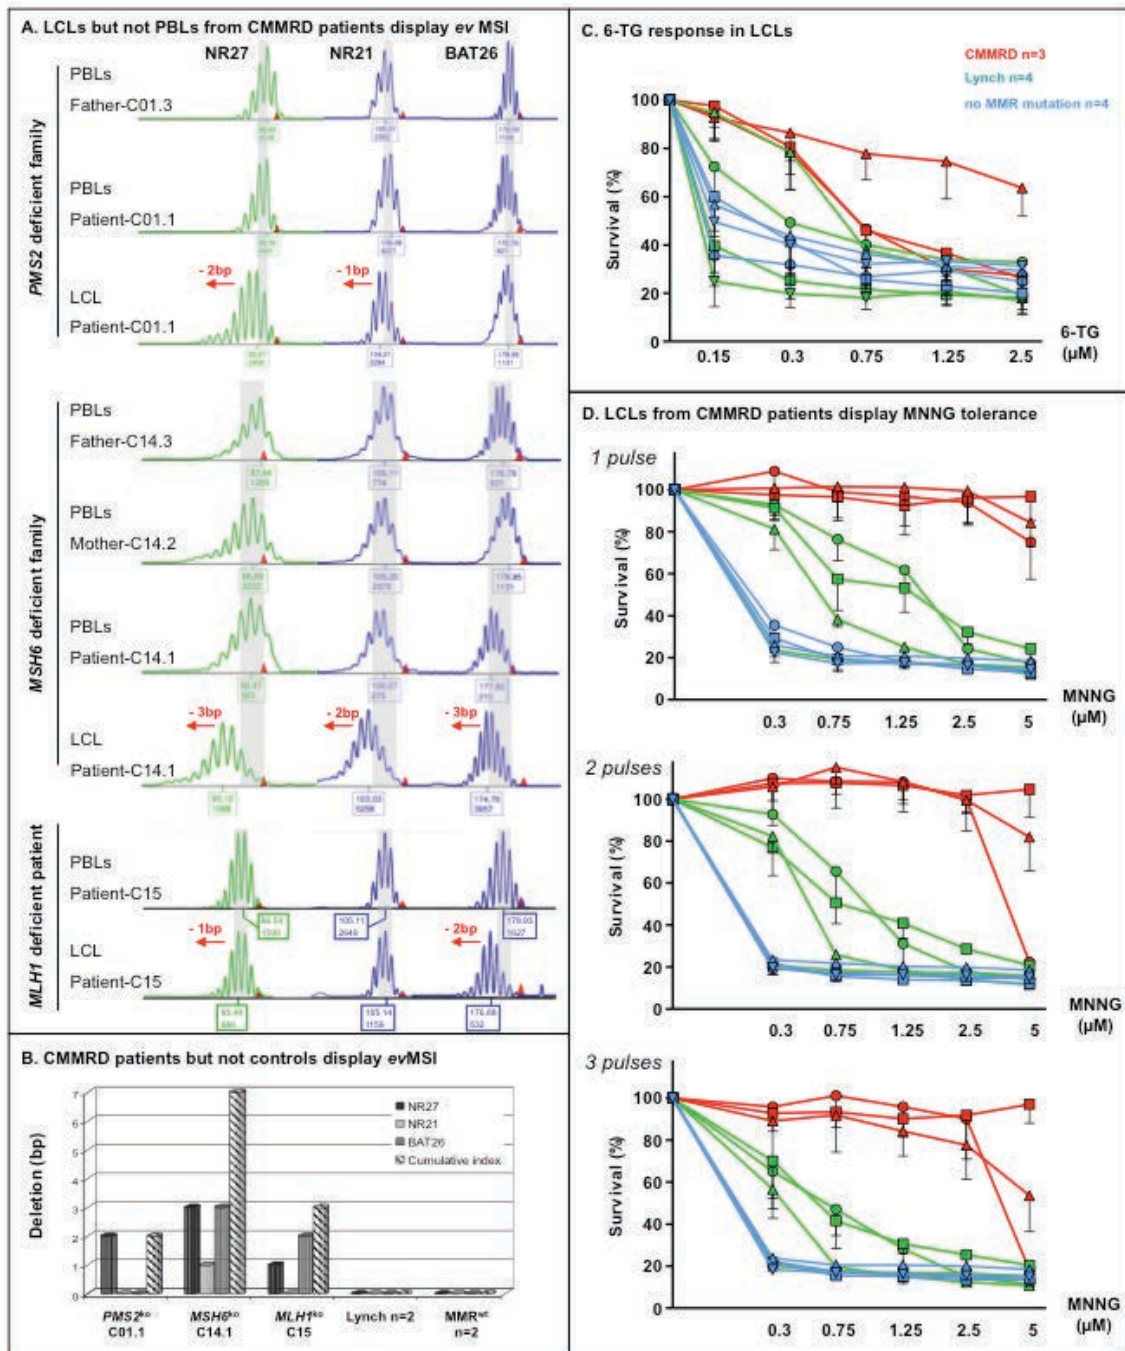 A. LCLs but not PBLs from CMMRD patients display ev MSI
NR27 NR21 BAT26
PMS2 deficient family
PBLs
Father-C01.3
PBLs
Patient-C01.1
- 2bp - 1bp
LCL
Patient-C01.1
MSH6 deficient family
PBLs
Father-C14.3
PBLs
Mother-C14.2
PBLs
Patient-C14.1
- 3bp - 2bp - 3bp
LCL
Patient-C14.1
MLH1 deficient patient
PBLs
Patient-C15
105.11
2649
- 1bp - 2bp
LCL
Patient-C15
105.14
1159
B. CMMRD patients but not controls display evMSI
Deletion (bp)
7
6
5
4
3
2
1
0
NR27
NR21
BAT26
Cumulative index
PMS2ko MSH6ko MLH1ko Lynch n=2 MMRwt
C01.1 C14.1 C15 n=2
C. 6-TG response in LCLs
CMMRD n=3
Lynch n=4
no MMR mutation n=4
Survival (%)
100
80
60
40
20
0
0.15 0.3 0.75 1.25 2.5
6-TG
(µM)
D. LCLs from CMMRD patients display MNNG tolerance
1 pulse
Survival (%)
100
80
60
40
20
0
0.3 0.75 1.25 2.5 5
MNNG
(µM)
2 pulses
Survival (%)
100
80
60
40
20
0
0.3 0.75 1.25 2.5 5
MNNG
(µM)
3 pulses
Survival (%)
100
80
60
40
20
0
0.3 0.75 1.25 2.5 5
MNNG
(µM)